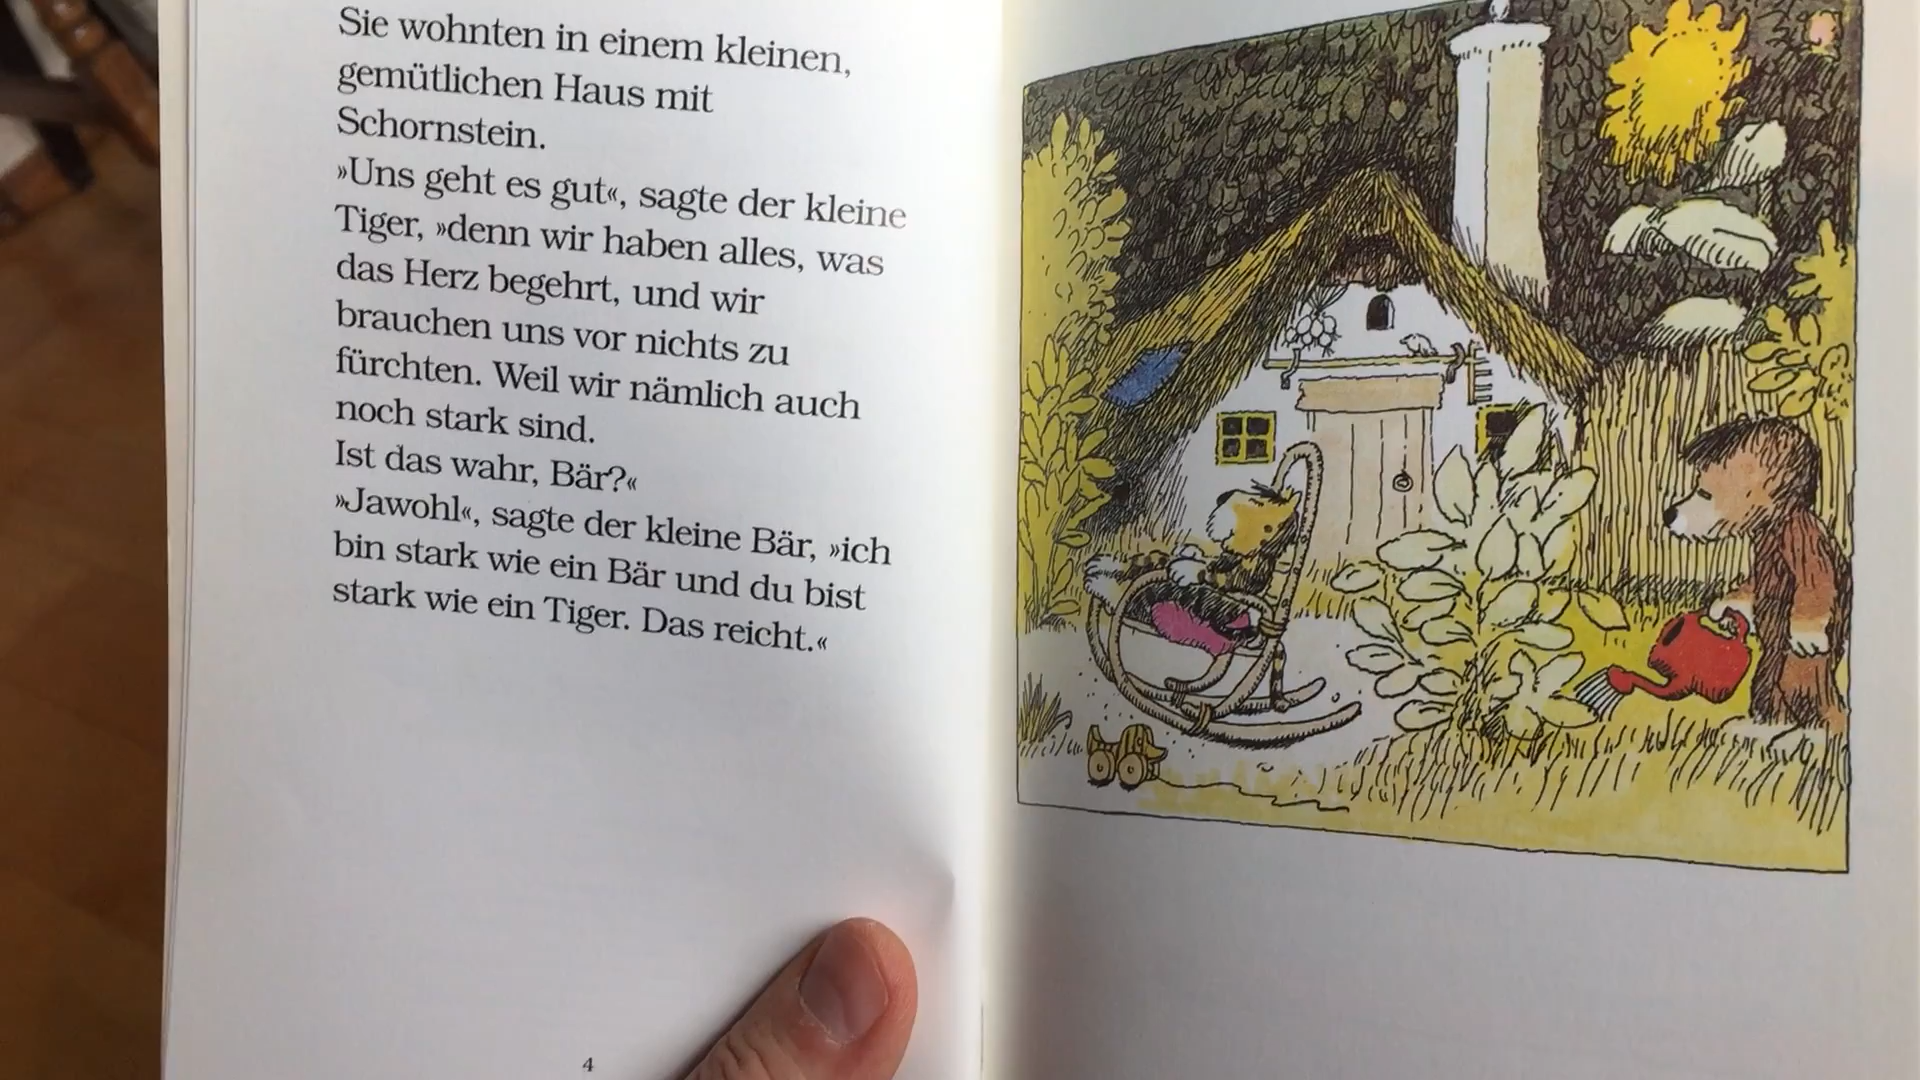 Sie wohnten in einem kleinen,
gemütlichen Haus mit
Schornstein.
»Uns geht es gut«, sagte der kleine
Tiger, »denn wir haben alles, was
das Herz begehrt, und wir
brauchen uns vor nichts zu
fürchten. Weil wir nämlich auch
noch stark sind.
Ist das wahr, Bär?«
»Jawohl«, sagte der kleine Bär, »ich
bin stark wie ein Bär und du bist
stark wie ein Tiger. Das reicht.«
4